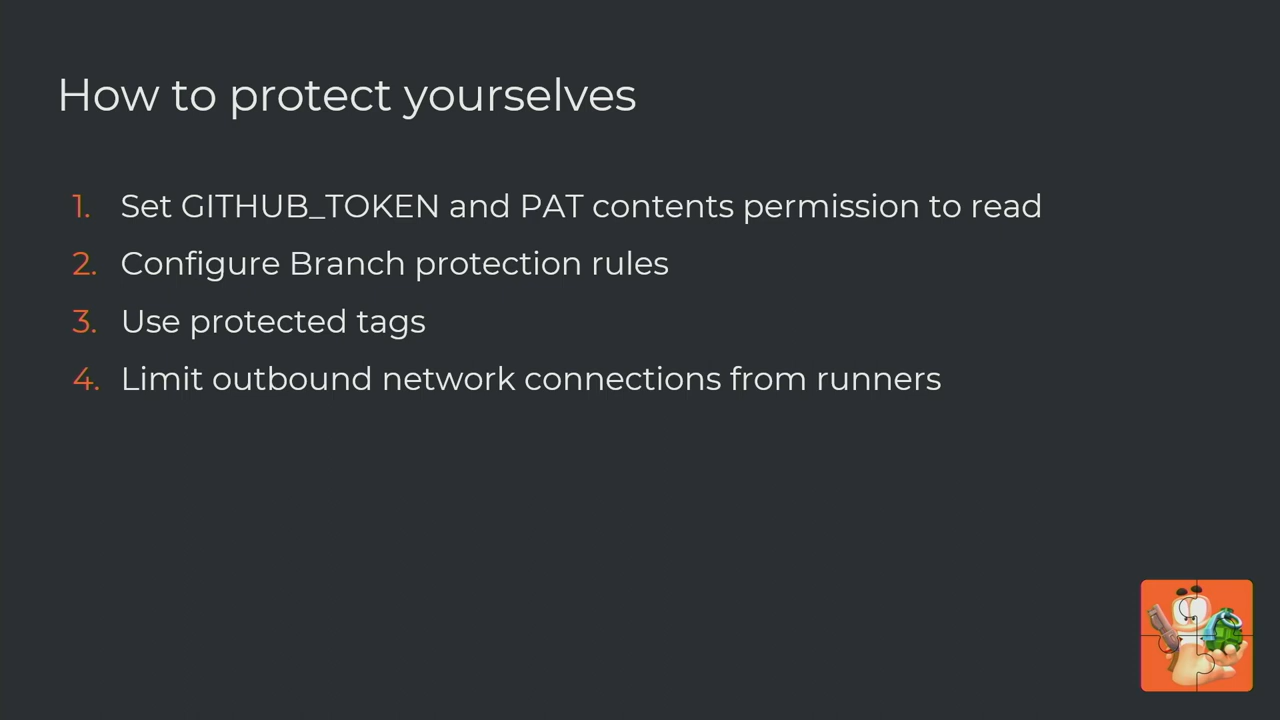 How to protect yourselves
1. Set GITHUB_TOKEN and PAT contents permission to read
2. Configure Branch protection rules
3. Use protected tags
4. Limit outbound network connections from runners